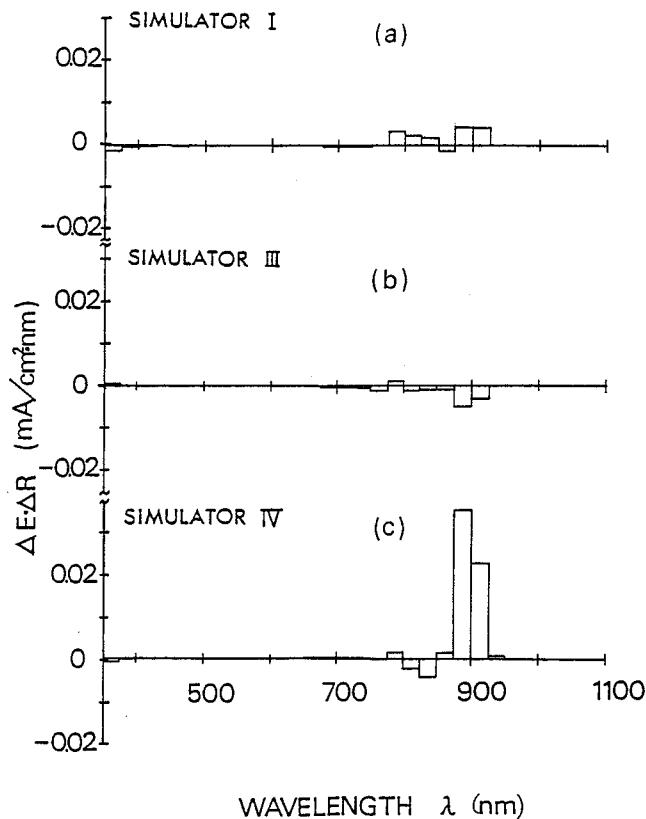 SIMULATOR I
(a)
0.02
0
-0.02
SIMULATOR III
(b)
0.02
0
-0.02
SIMULATOR IV
(c)
0.02
0
-0.02
500 700 900 1100
ΔE·ΔR (mA/cm²nm)
WAVELENGTH λ (nm)